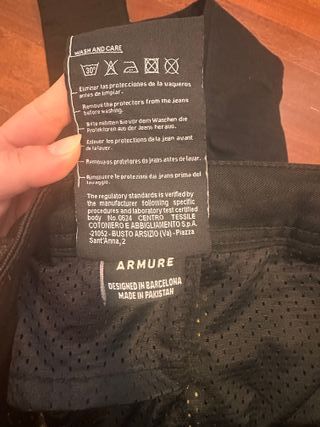 WASH AND CARE
30°
Eliminar las protecciones de la vaqueros
antes de limpiar.
Remove the protectors from the jeans
before washing.
Bitte nehmen Sie vor dem Waschen die
Protektoren aus der Jeans heraus.
Enlever les protections de la jean avant
de laver.
Remova os protetores do jeans antes de lavar.
Rimuovere le protezioni dai jeans prima del
lavaggio.
The regulatory standards is verified by
the manufacturer following specific
procedures and laboratory test certified
body No.0624 CENTRO TESSILE
COTONIERO E ABBIGLIAMENTO S.p.A.
-21052 - BUSTO ARSIZIO (Va) - Piazza
Sant'Anna, 2
ARMURE
DESIGNED IN BARCELONA
MADE IN PAKISTAN